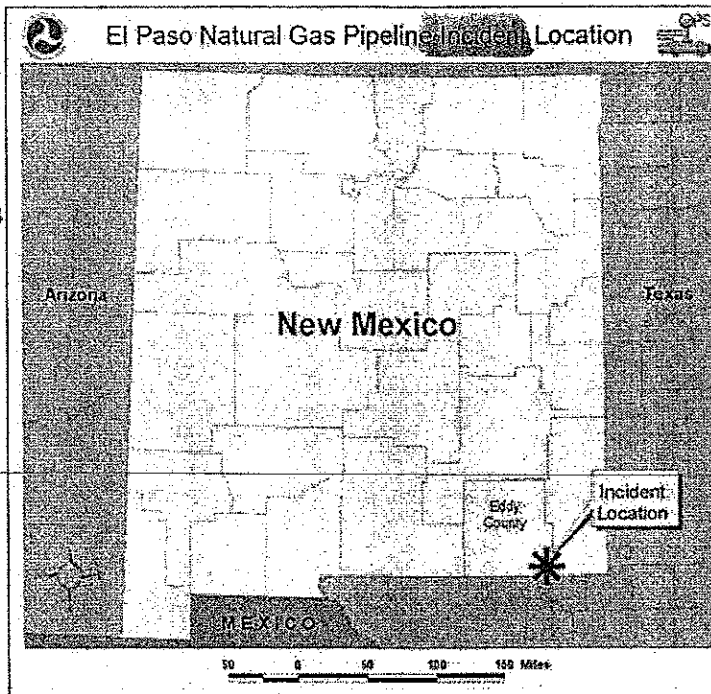 El Paso Natural Gas Pipeline Incident Location
OPS
Arizona
New Mexico
Texas
Eddy
County
Incident
Location
MEXICO
50 0 50 100 150 Miles